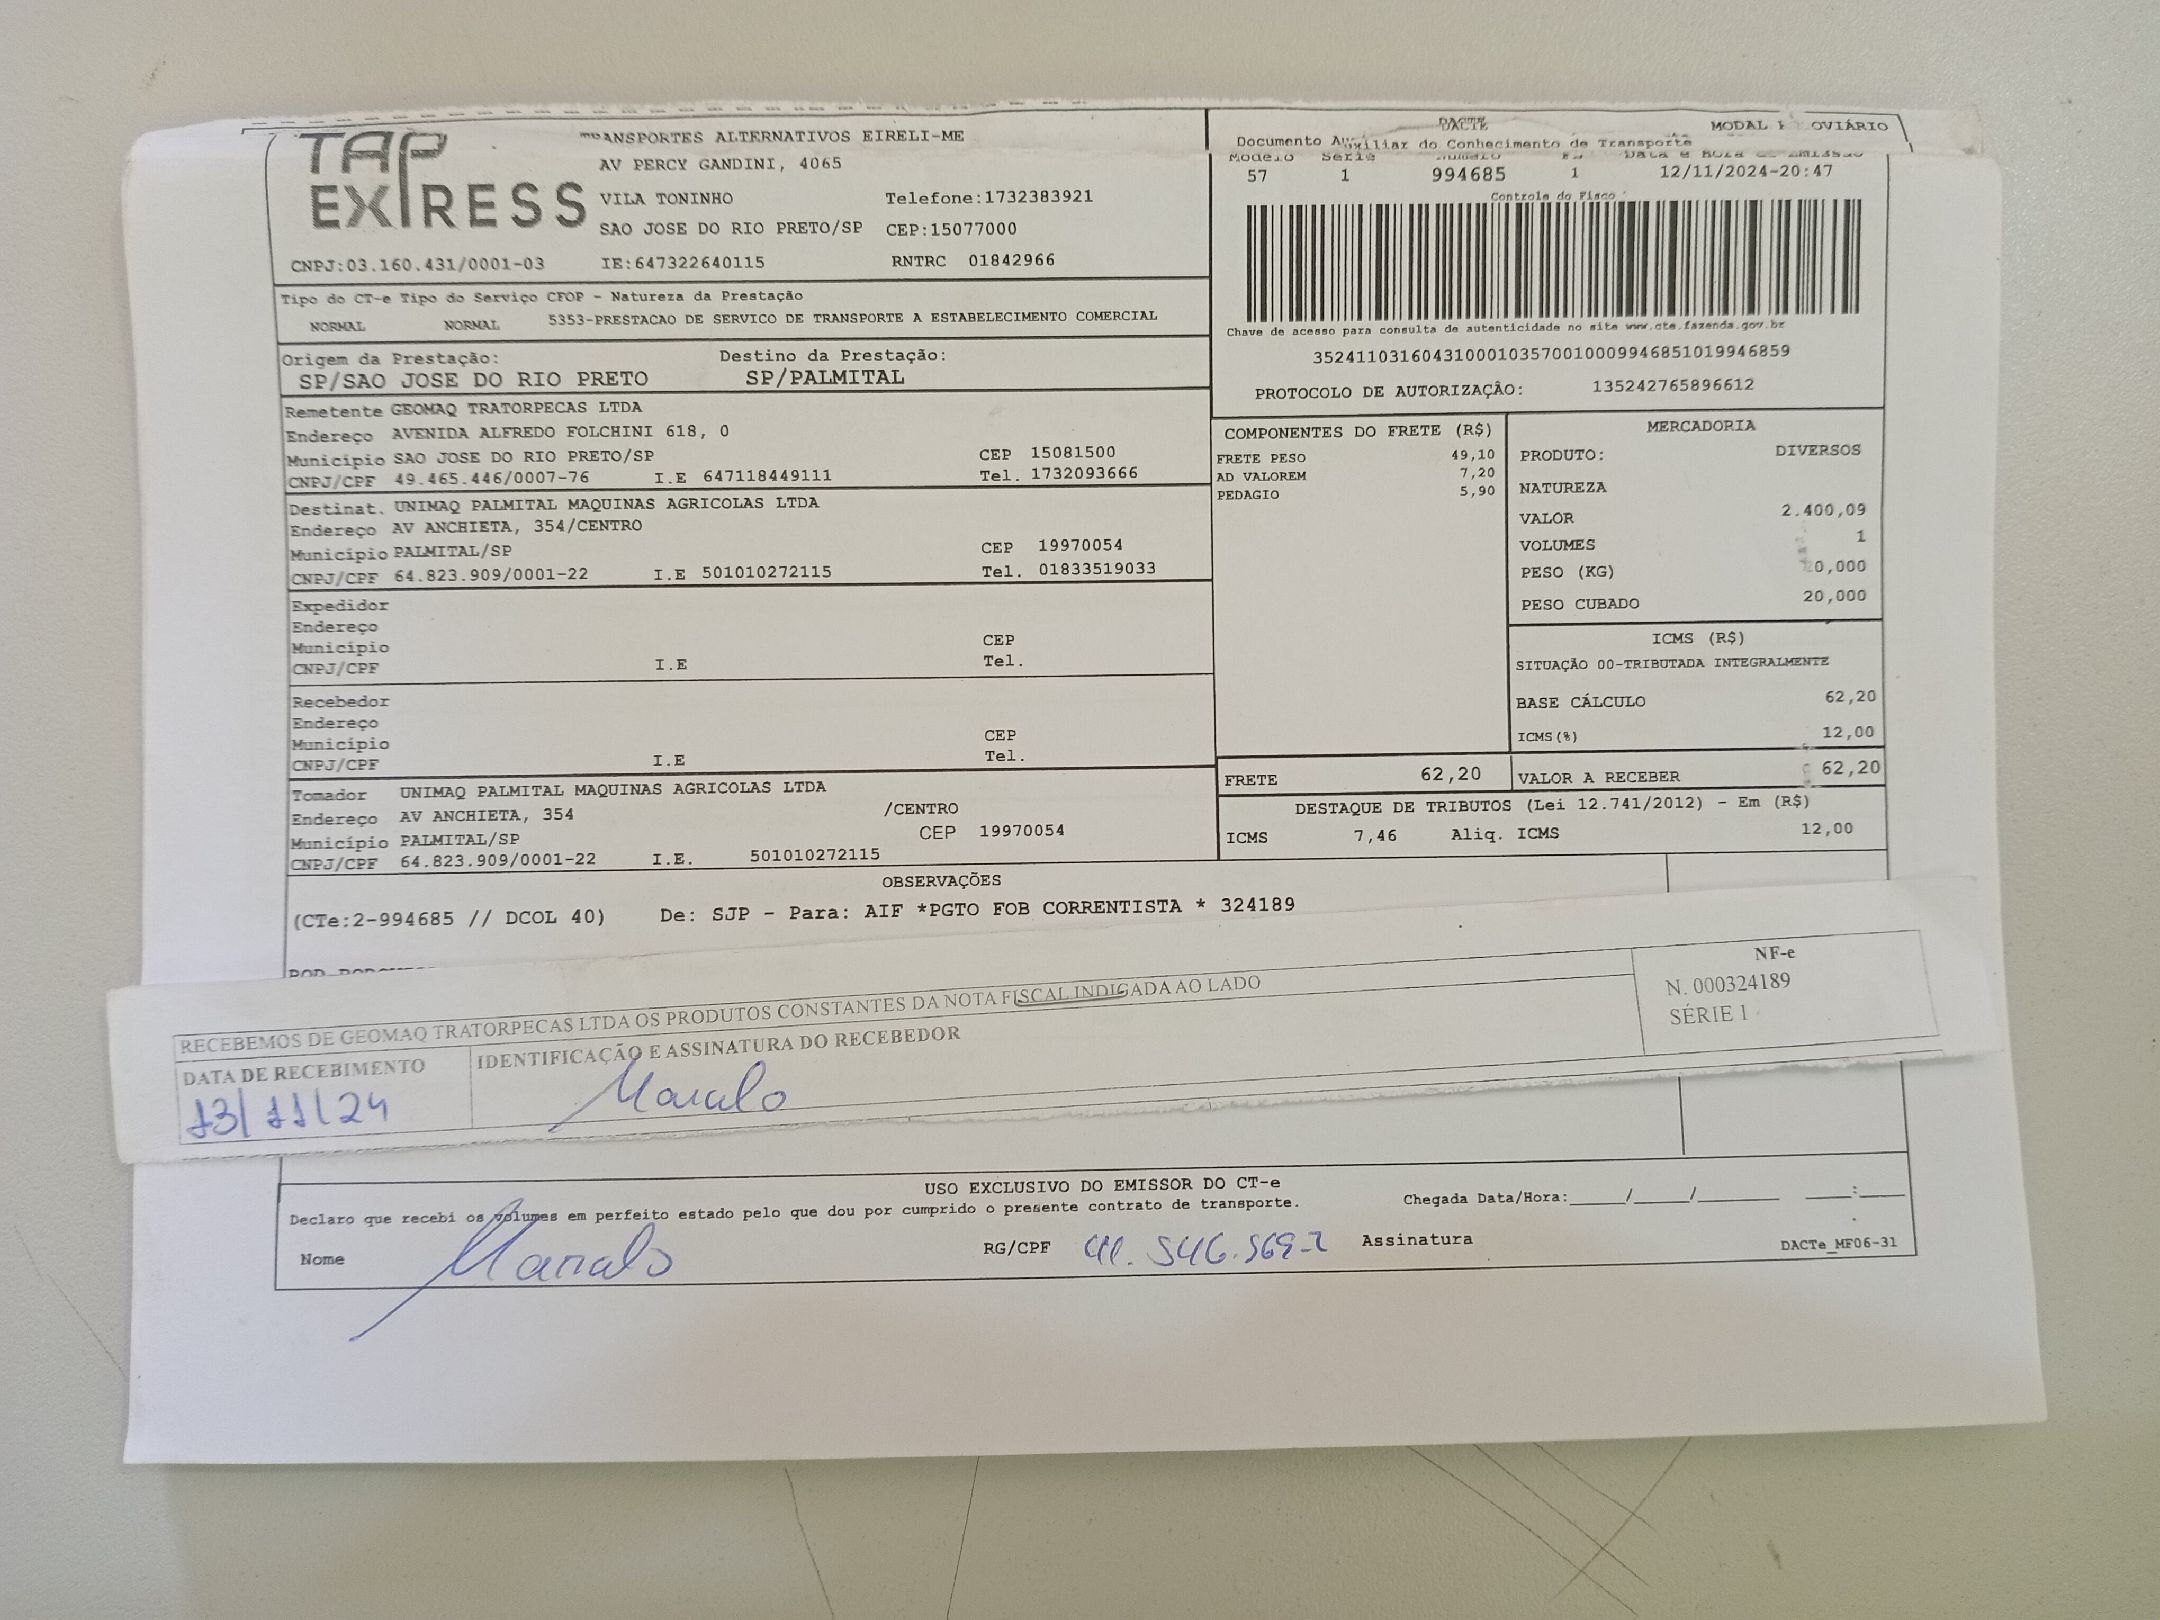 TAP
EXPRESS
ANSPORTES ALTERNATIVOS EIRELI-ME
AV PERCY GANDINI, 4065
VILA TONINHO Telefone:1732383921
SAO JOSE DO RIO PRETO/SP CEP:15077000
CNPJ:03.160.431/0001-03 IE:647322640115 RNTRC 01842966
DACTE MODAL OVIÁRIO
Documento Auxiliar do Conhecimento de Transporte
Modelo Série Data e Hora
57 1 994685 1 12/11/2024-20:47
Controle do Fisco
Chave de acesso para consulta de autenticidade no site www.cte.fazenda.gov.br
35241103160431000103570010009946851019946859
PROTOCOLO DE AUTORIZAÇÃO: 135242765896612
Tipo do CT-e Tipo do Serviço CFOP - Natureza da Prestação
NORMAL NORMAL 5353-PRESTACAO DE SERVICO DE TRANSPORTE A ESTABELECIMENTO COMERCIAL
Origem da Prestação: Destino da Prestação:
SP/SAO JOSE DO RIO PRETO SP/PALMITAL
Remetente GEOMAQ TRATORPECAS LTDA
Endereço AVENIDA ALFREDO FOLCHINI 618, 0
Município SAO JOSE DO RIO PRETO/SP CEP 15081500
CNPJ/CPF 49.465.446/0007-76 I.E 647118449111 Tel. 1732093666
Destinat. UNIMAQ PALMITAL MAQUINAS AGRICOLAS LTDA
Endereço AV ANCHIETA, 354/CENTRO
Município PALMITAL/SP CEP 19970054
CNPJ/CPF 64.823.909/0001-22 I.E 501010272115 Tel. 01833519033
Expedidor
Endereço
Município CEP
CNPJ/CPF I.E Tel.
Recebedor
Endereço
Município CEP
CNPJ/CPF I.E Tel.
Tomador UNIMAQ PALMITAL MAQUINAS AGRICOLAS LTDA
Endereço AV ANCHIETA, 354 /CENTRO
Município PALMITAL/SP CEP 19970054
CNPJ/CPF 64.823.909/0001-22 I.E. 501010272115
COMPONENTES DO FRETE (R$)
FRETE PESO 49,10
AD VALOREM 7,20
PEDAGIO 5,90
MERCADORIA
PRODUTO: DIVERSOS
NATUREZA
VALOR 2.400,09
VOLUMES 1
PESO (KG) 0,000
PESO CUBADO 20,000
ICMS (R$)
SITUAÇÃO 00-TRIBUTADA INTEGRALMENTE
BASE CÁLCULO 62,20
ICMS(%) 12,00
FRETE 62,20 VALOR A RECEBER 62,20
DESTAQUE DE TRIBUTOS (Lei 12.741/2012) - Em (R$)
ICMS 7,46 Aliq. ICMS 12,00
OBSERVAÇÕES
(CTe:2-994685 // DCOL 40) De: SJP - Para: AIF *PGTO FOB CORRENTISTA * 324189
RECEBEMOS DE GEOMAQ TRATORPECAS LTDA OS PRODUTOS CONSTANTES DA NOTA FISCAL INDICADA AO LADO
DATA DE RECEBIMENTO IDENTIFICAÇÃO E ASSINATURA DO RECEBEDOR
13/11/24
NF-e
N. 000324189
SÉRIE 1
USO EXCLUSIVO DO EMISSOR DO CT-e
Declaro que recebi os volumes em perfeito estado pelo que dou por cumprido o presente contrato de transporte. Chegada Data/Hora:____/____/____ ___:___
Nome RG/CPF 41.546.569-2 Assinatura
DACTe_MF06-31